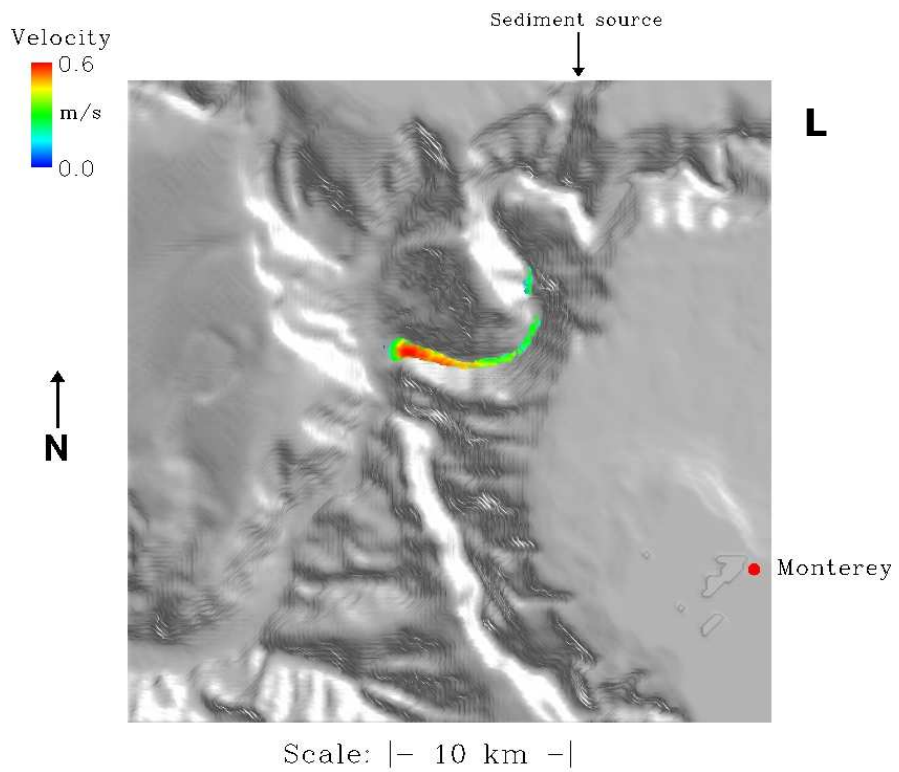 Sediment source
Velocity
0.6
m/s
0.0
L
N
Monterey
Scale: |– 10 km –|